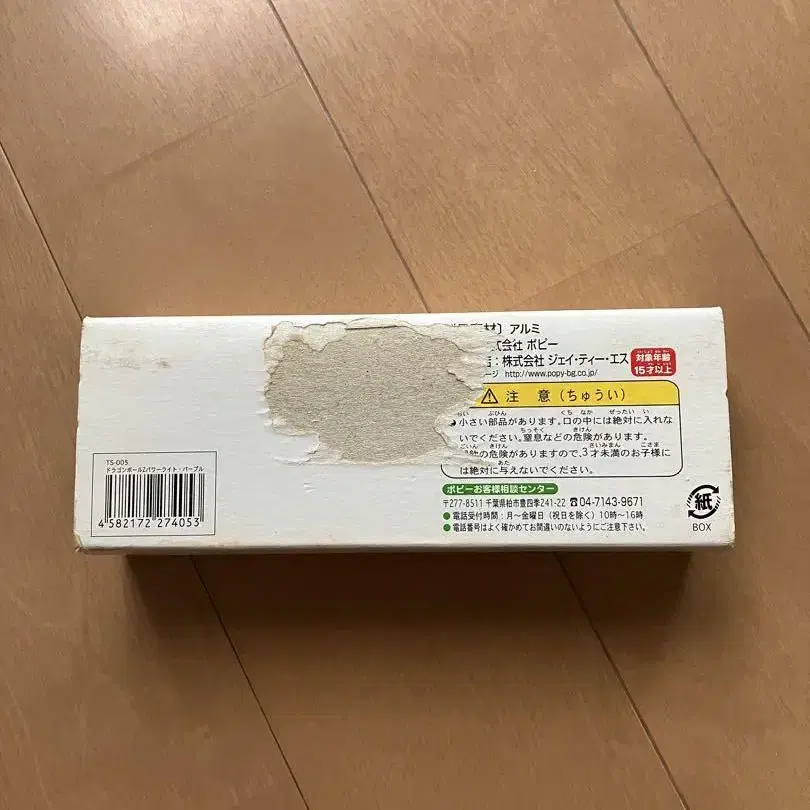 材〕アルミ
式会社 ポピー
：株式会社 ジェイ・ティー・エス
ージ http://www.popy-bg.co.jp/
対象年齢
15才以上
注 意（ちゅうい）
小さい部品があります。口の中には絶対に入れな
いでください。窒息などの危険があります。
飲の危険がありますので、3才未満のお子様に
は絶対に与えないでください。
ポピーお客様相談センター
〒277-8511 千葉県柏市豊四季241-22 ☎04-7143-9671
●電話受付時間：月〜金曜日（祝日を除く）10時〜16時
●電話番号はよく確かめてお間違いのないようにご注意下さい。
紙
BOX
TS-005
ドラゴンボールZパワーライト・パープル
4 582172 274053